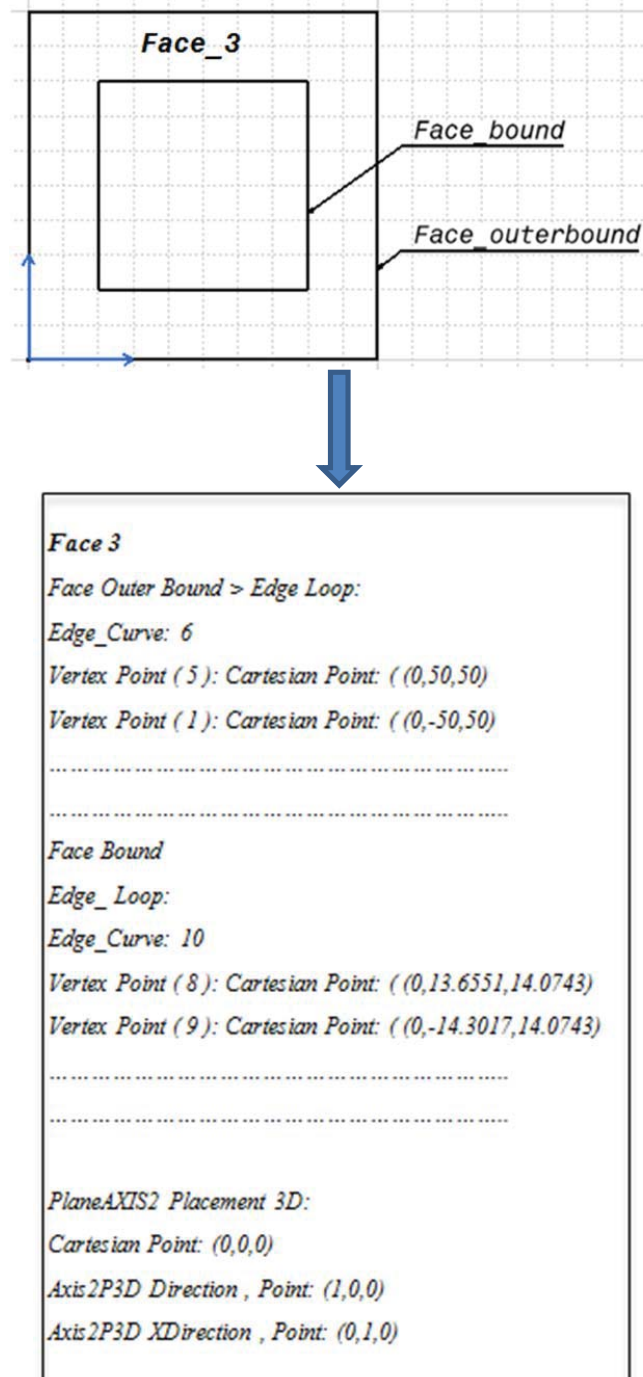 Face_3
Face_bound
Face_outerbound
Face 3
Face Outer Bound > Edge Loop:
Edge_Curve: 6
Vertex Point ( 5 ): Cartesian Point: ( (0,50,50)
Vertex Point ( 1 ): Cartesian Point: ( (0,-50,50)
................................................................
................................................................
Face Bound
Edge_ Loop:
Edge_Curve: 10
Vertex Point ( 8 ): Cartesian Point: ( (0,13.6551,14.0743)
Vertex Point ( 9 ): Cartesian Point: ( (0,-14.3017,14.0743)
................................................................
................................................................
PlaneAXIS2 Placement 3D:
Cartesian Point: (0,0,0)
Axis2P3D Direction , Point: (1,0,0)
Axis2P3D XDirection , Point: (0,1,0)